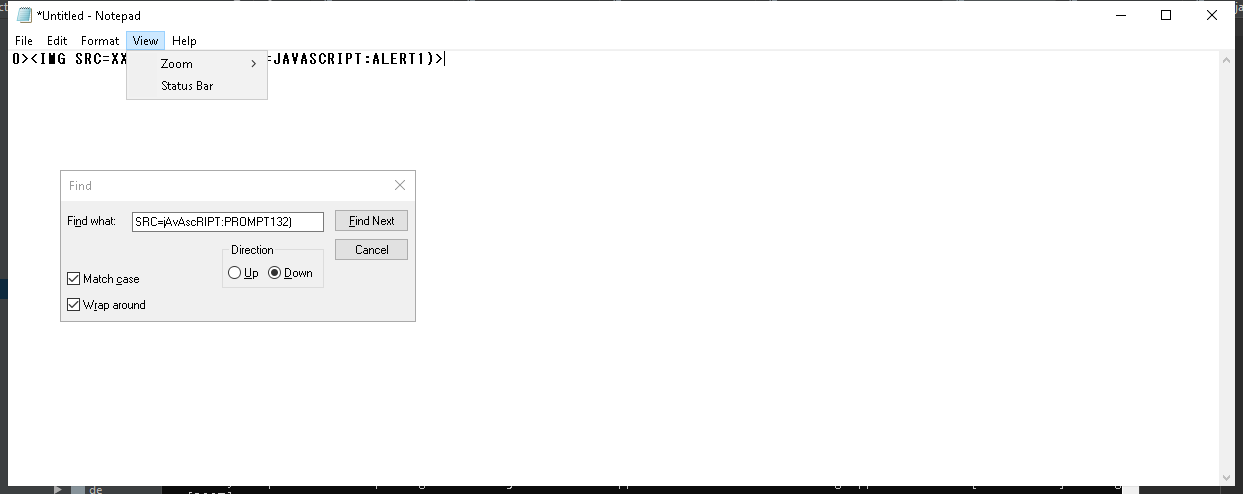 *Untitled - Notepad
File Edit Format View Help
0><IMG SRC=XX
=JAVASCRIPT:ALERT1)>
Zoom
Status Bar
Find
Find what: SRC=jAvAscRIPT:PROMPT132) Find Next
Direction Cancel
Up Down
Match case
Wrap around
de